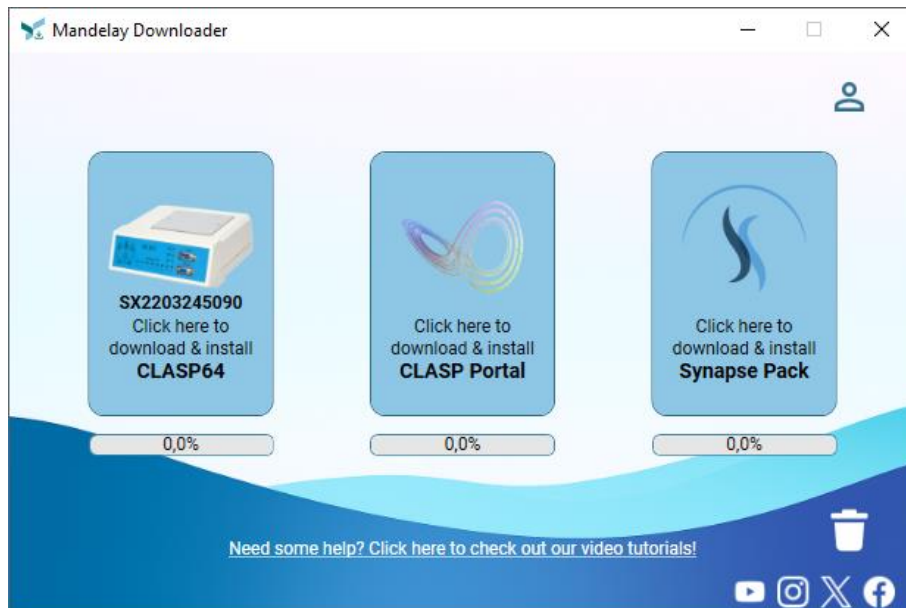 Mandelay Downloader
SX2203245090
Click here to
download & install
CLASP64
0,0%
Click here to
download & install
CLASP Portal
0,0%
Click here to
download & install
Synapse Pack
0,0%
Need some help? Click here to check out our video tutorials!